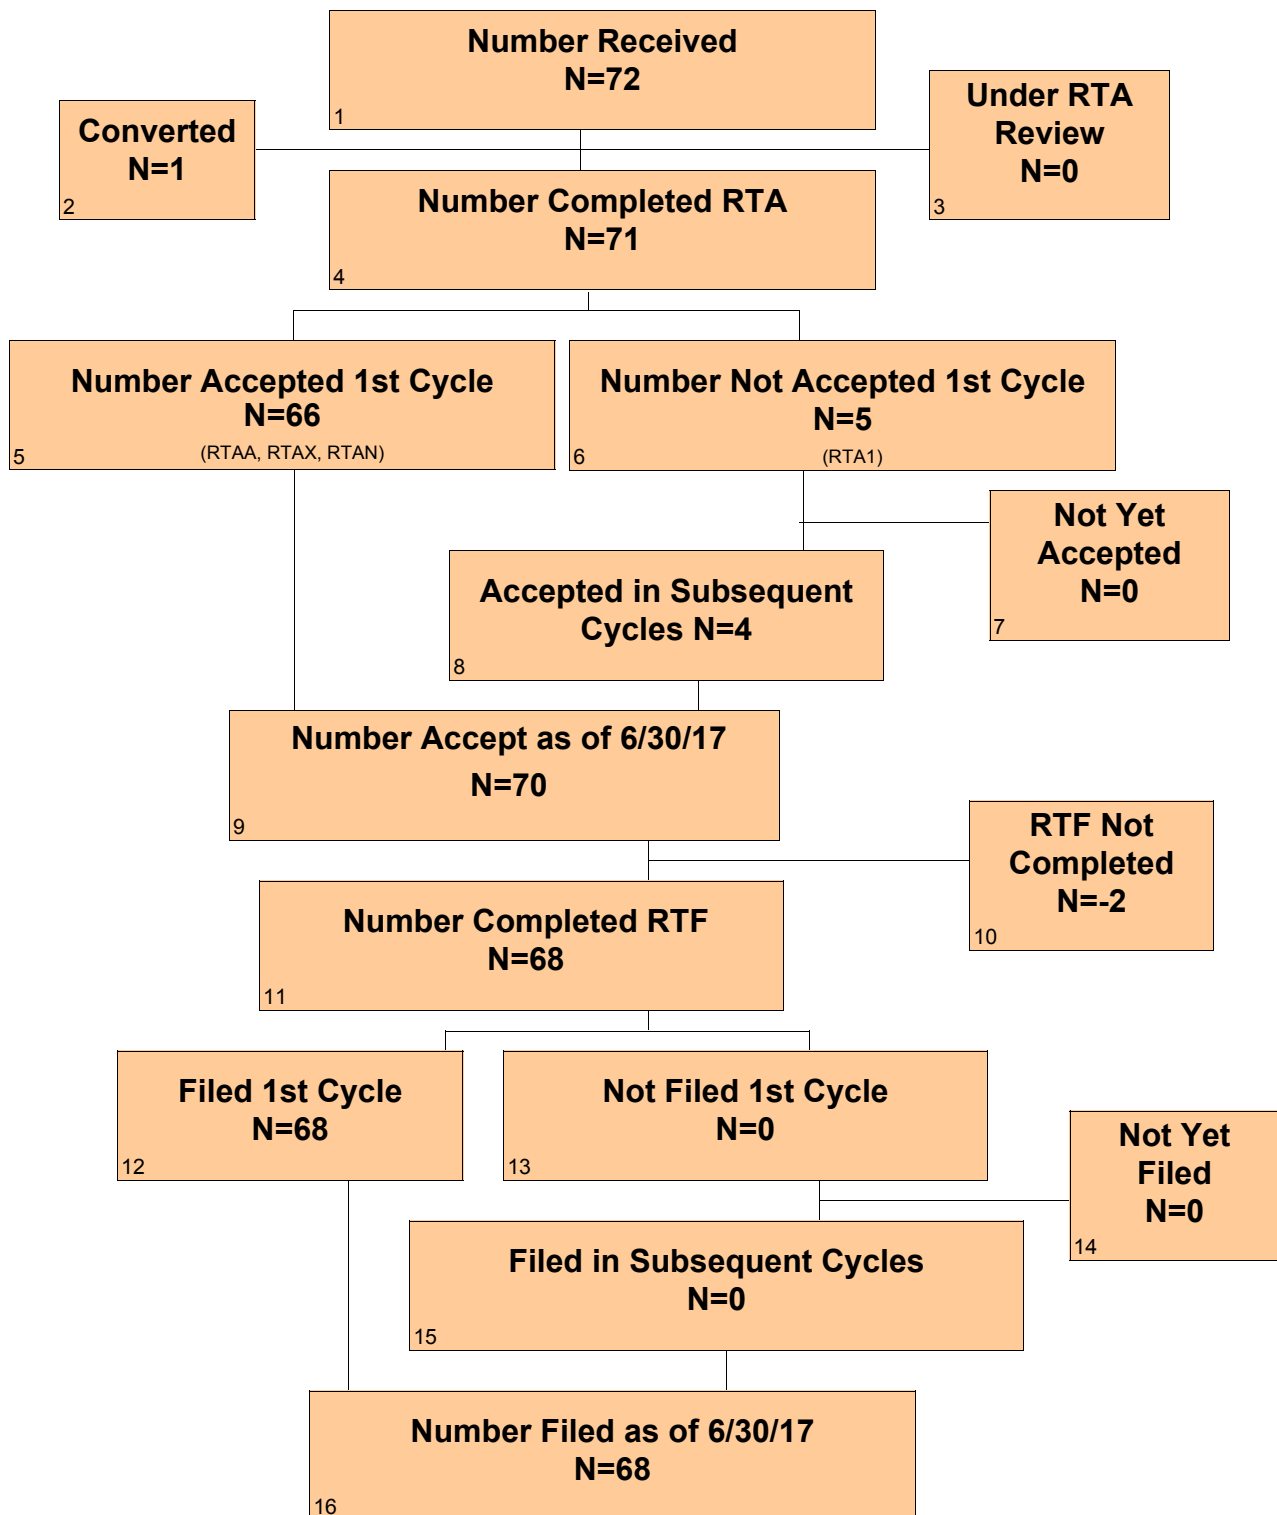 Number Received
N=72
1
Converted
N=1
2
Under RTA
Review
N=0
3
Number Completed RTA
N=71
4
Number Accepted 1st Cycle
N=66
(RTAA, RTAX, RTAN)
5
Number Not Accepted 1st Cycle
N=5
(RTA1)
6
Not Yet
Accepted
N=0
7
Accepted in Subsequent
Cycles N=4
8
Number Accept as of 6/30/17
N=70
9
RTF Not
Completed
N=-2
10
Number Completed RTF
N=68
11
Filed 1st Cycle
N=68
12
Not Filed 1st Cycle
N=0
13
Not Yet
Filed
N=0
14
Filed in Subsequent Cycles
N=0
15
Number Filed as of 6/30/17
N=68
16